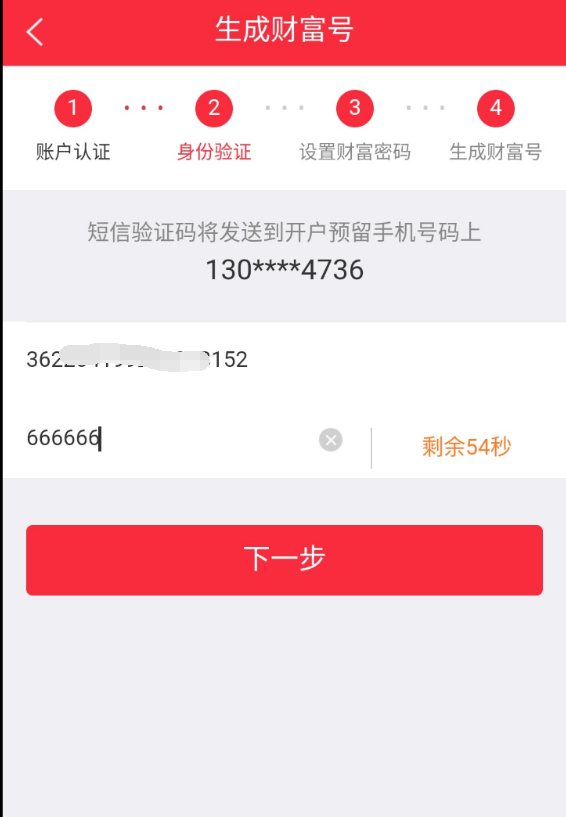 生成财富号
1 2 3 4
账户认证 身份验证 设置财富密码 生成财富号
短信验证码将发送到开户预留手机号码上
130****4736
362 152
666666 剩余54秒
下一步